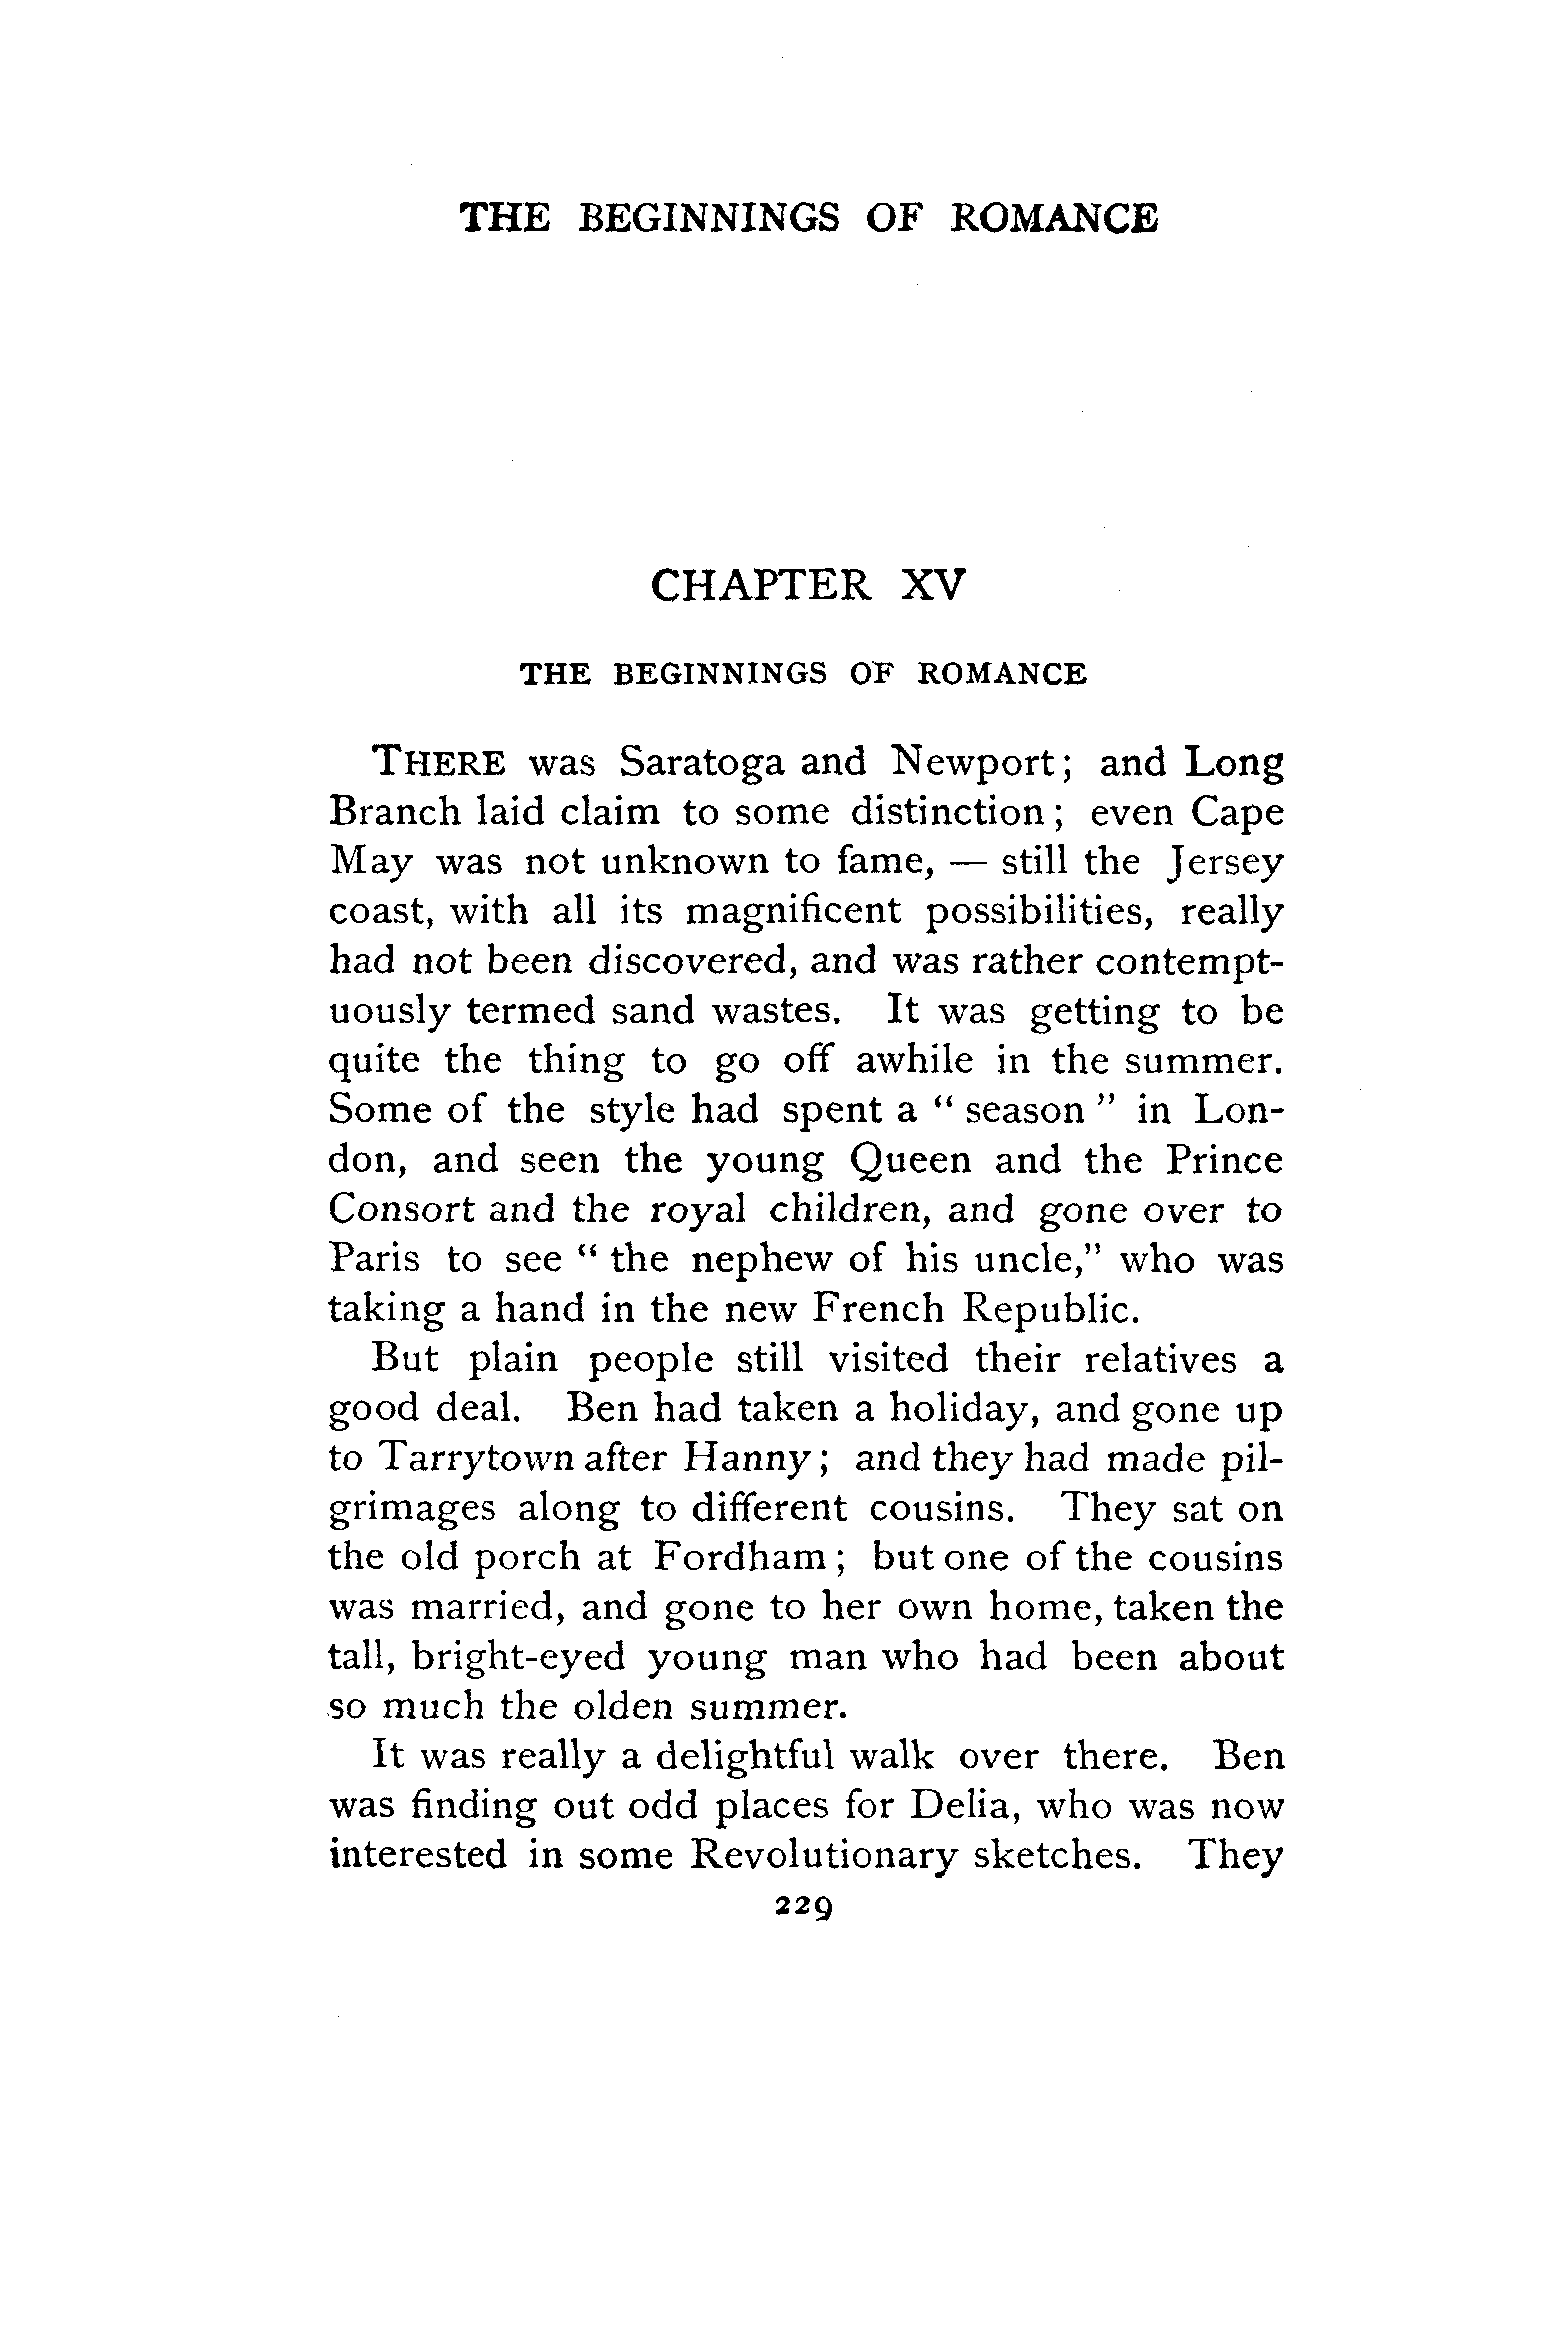 THE BEGINNINGS OF ROMANCE
CHAPTER XV
THE BEGINNINGS OF ROMANCE
THERE was Saratoga and Newport; and Long
Branch laid claim to some distinction; even Cape
May was not unknown to fame, — still the Jersey
coast, with all its magnificent possibilities, really
had not been discovered, and was rather contempt-
uously termed sand wastes. It was getting to be
quite the thing to go off awhile in the summer.
Some of the style had spent a “ season ” in Lon-
don, and seen the young Queen and the Prince
Consort and the royal children, and gone over to
Paris to see “ the nephew of his uncle,” who was
taking a hand in the new French Republic.
But plain people still visited their relatives a
good deal. Ben had taken a holiday, and gone up
to Tarrytown after Hanny; and they had made pil-
grimages along to different cousins. They sat on
the old porch at Fordham; but one of the cousins
was married, and gone to her own home, taken the
tall, bright-eyed young man who had been about
so much the olden summer.
It was really a delightful walk over there. Ben
was finding out odd places for Delia, who was now
interested in some Revolutionary sketches. They
229